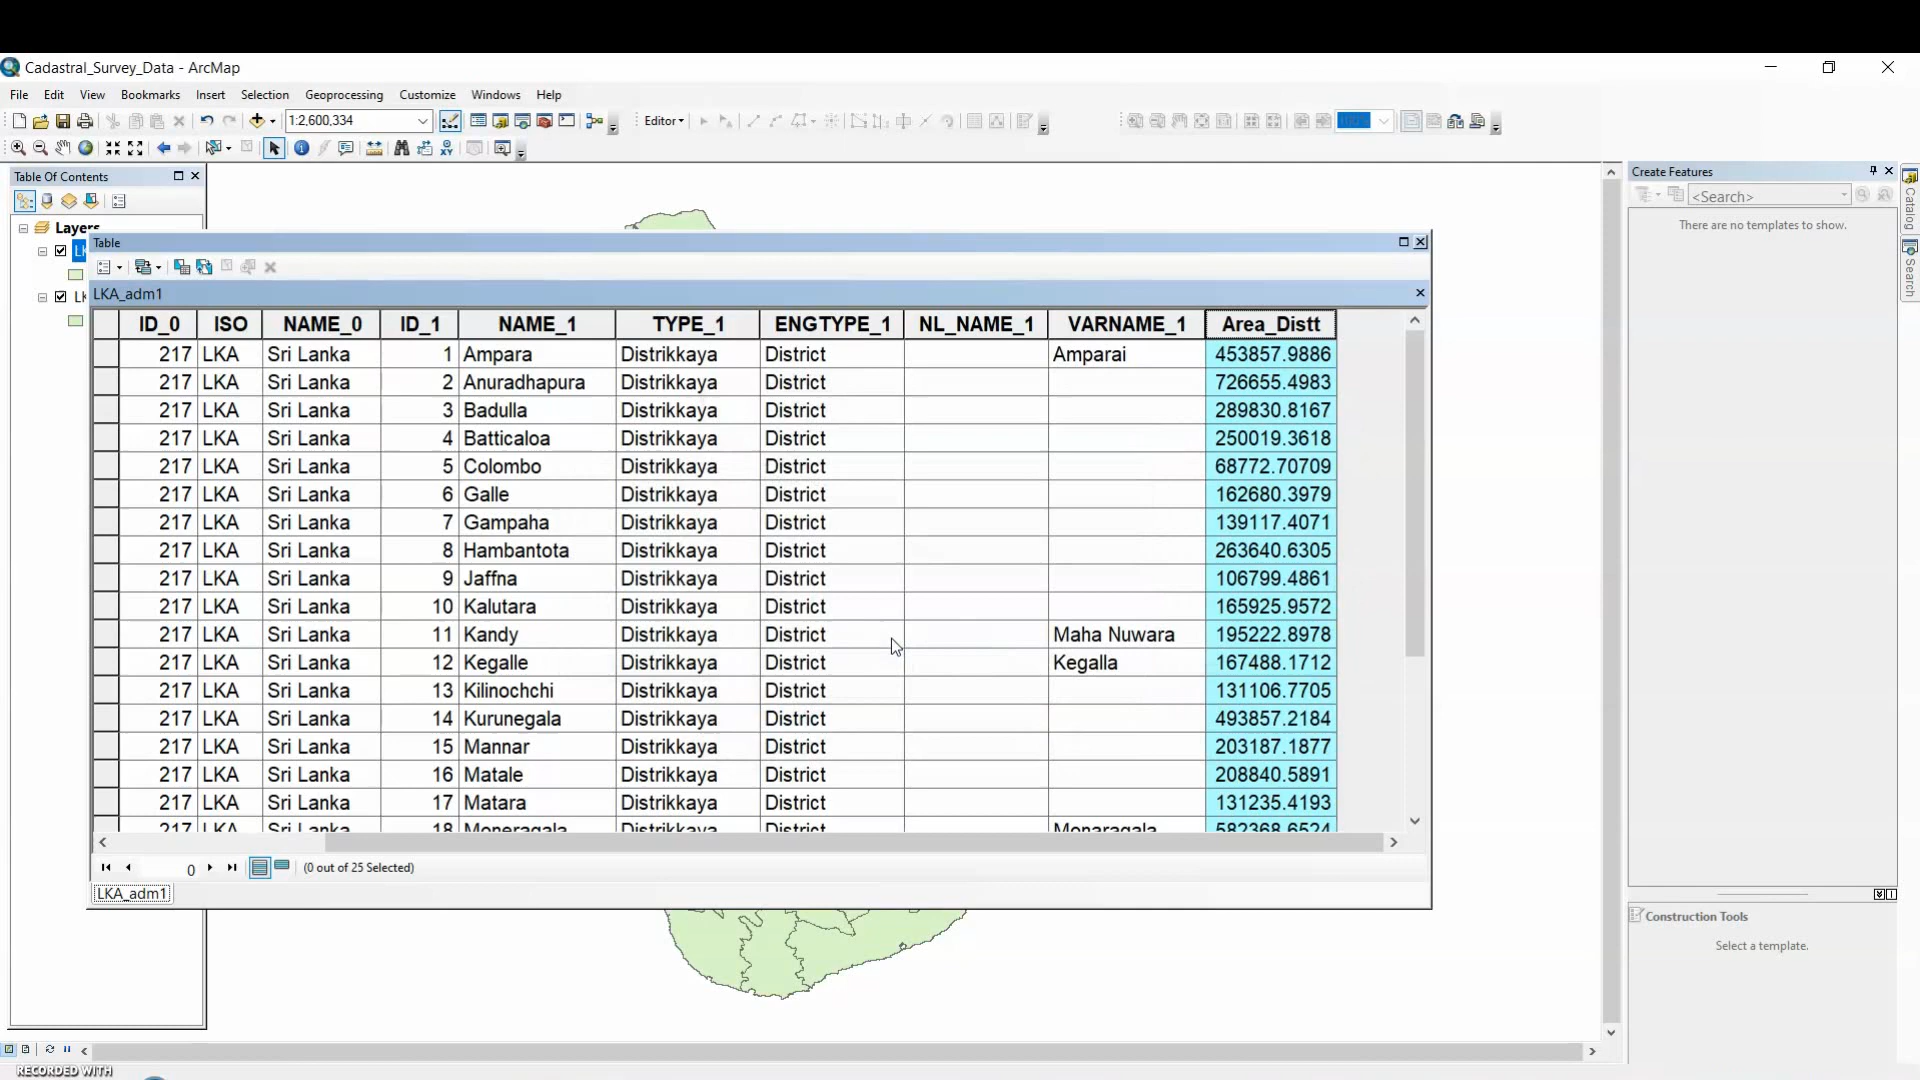 Cadastral_Survey_Data - ArcMap
File Edit View Bookmarks Insert Selection Geoprocessing Customize Windows Help
1:2,600,334 Editor
Table Of Contents
Create Features
<Search>
There are no templates to show.
Catalog
Search
Layers
Table
LKA_adm1
ID_0 ISO NAME_0 ID_1 NAME_1 TYPE_1 ENGTYPE_1 NL_NAME_1 VARNAME_1 Area_Distt
217 LKA Sri Lanka 1 Ampara Distrikkaya District Amparai 453857.9886
217 LKA Sri Lanka 2 Anuradhapura Distrikkaya District 726655.4983
217 LKA Sri Lanka 3 Badulla Distrikkaya District 289830.8167
217 LKA Sri Lanka 4 Batticaloa Distrikkaya District 250019.3618
217 LKA Sri Lanka 5 Colombo Distrikkaya District 68772.70709
217 LKA Sri Lanka 6 Galle Distrikkaya District 162680.3979
217 LKA Sri Lanka 7 Gampaha Distrikkaya District 139117.4071
217 LKA Sri Lanka 8 Hambantota Distrikkaya District 263640.6305
217 LKA Sri Lanka 9 Jaffna Distrikkaya District 106799.4861
217 LKA Sri Lanka 10 Kalutara Distrikkaya District 165925.9572
217 LKA Sri Lanka 11 Kandy Distrikkaya District Maha Nuwara 195222.8978
217 LKA Sri Lanka 12 Kegalle Distrikkaya District Kegalla 167488.1712
217 LKA Sri Lanka 13 Kilinochchi Distrikkaya District 131106.7705
217 LKA Sri Lanka 14 Kurunegala Distrikkaya District 493857.2184
217 LKA Sri Lanka 15 Mannar Distrikkaya District 203187.1877
217 LKA Sri Lanka 16 Matale Distrikkaya District 208840.5891
217 LKA Sri Lanka 17 Matara Distrikkaya District 131235.4193
217 LKA Sri Lanka 18 Moneragala Distrikkaya District Monaragala 582368.6524
0 (0 out of 25 Selected)
LKA_adm1
Construction Tools
Select a template.
RECORDED WITH